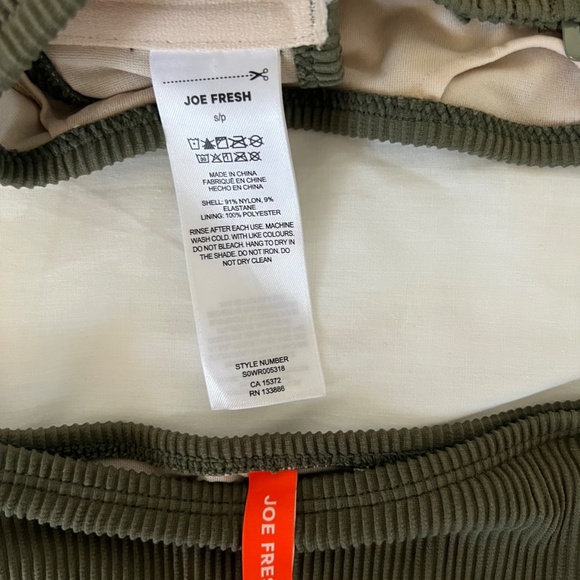 JOE FRESH
s/p
MADE IN CHINA
FABRIQUÉ EN CHINE
HECHO EN CHINA
SHELL: 91% NYLON, 9%
ELASTANE
LINING: 100% POLYESTER
RINSE AFTER EACH USE. MACHINE
WASH COLD. WITH LIKE COLOURS.
DO NOT BLEACH. HANG TO DRY IN
THE SHADE. DO NOT IRON. DO
NOT DRY CLEAN
STYLE NUMBER
S0WR005318
CA 15372
RN 133886
JOE FRES